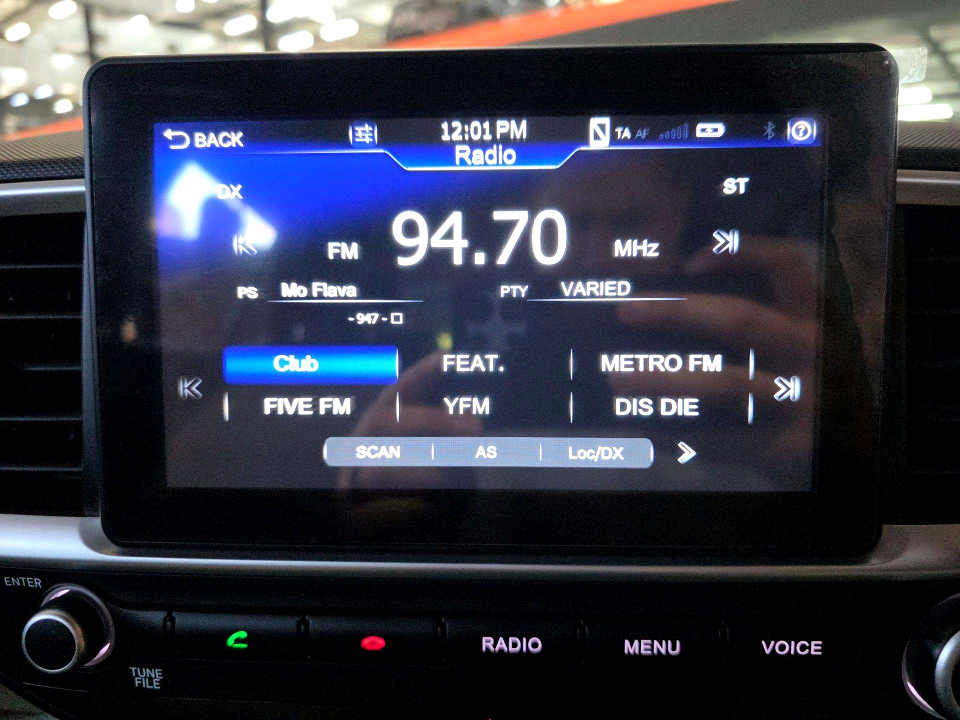 BACK
12:01 PM
TA AF
?
Radio
DX
ST
FM 94.70 MHz
PS Mo Flava
PTY VARIED
- 947 -
Club FEAT. METRO FM
FIVE FM YFM DIS DIE
SCAN AS Loc/DX
ENTER
RADIO MENU VOICE
TUNE
FILE